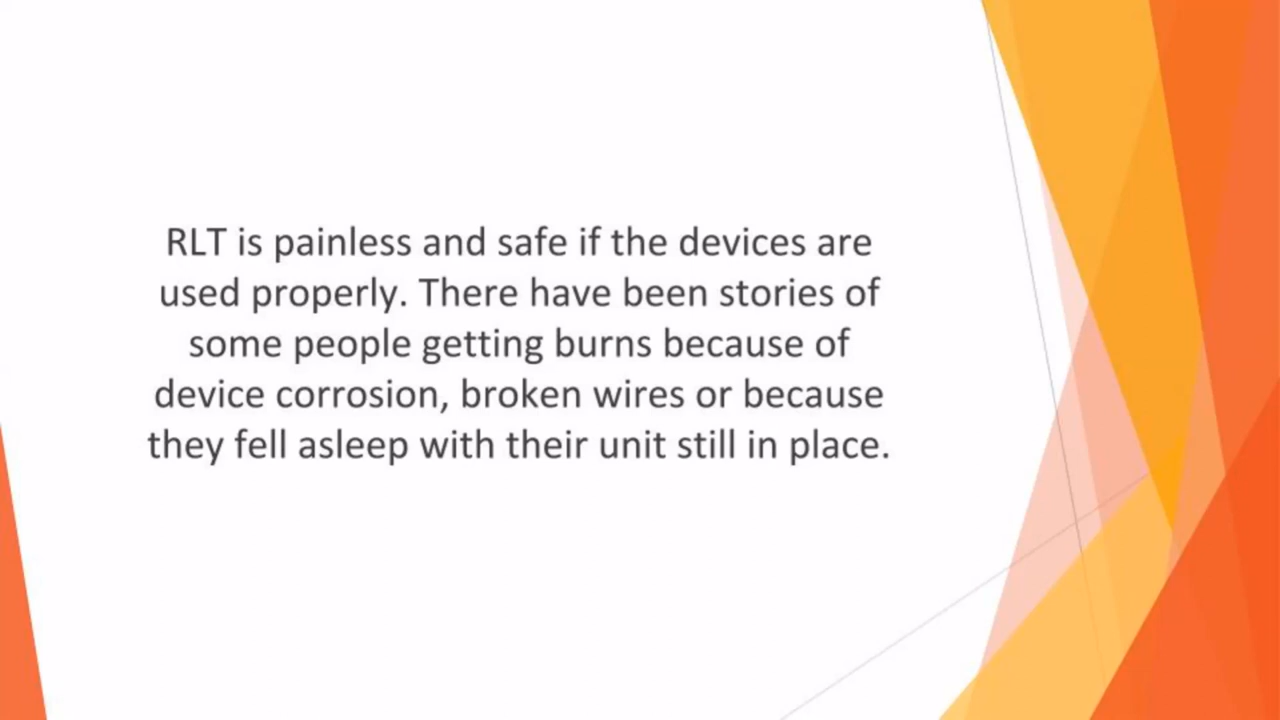 RLT is painless and safe if the devices are
used properly. There have been stories of
some people getting burns because of
device corrosion, broken wires or because
they fell asleep with their unit still in place.